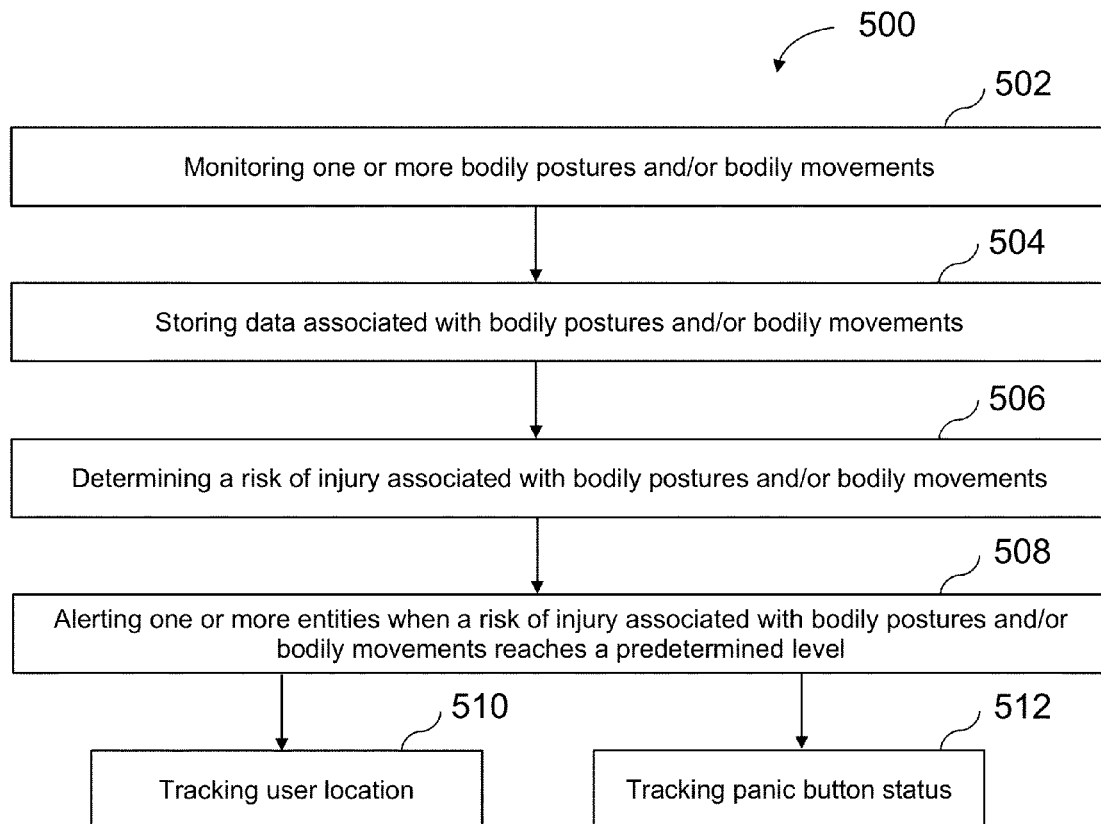 500
502
Monitoring one or more bodily postures and/or bodily movements
504
Storing data associated with bodily postures and/or bodily movements
506
Determining a risk of injury associated with bodily postures and/or bodily movements
508
Alerting one or more entities when a risk of injury associated with bodily postures and/or
bodily movements reaches a predetermined level
510
512
Tracking user location
Tracking panic button status